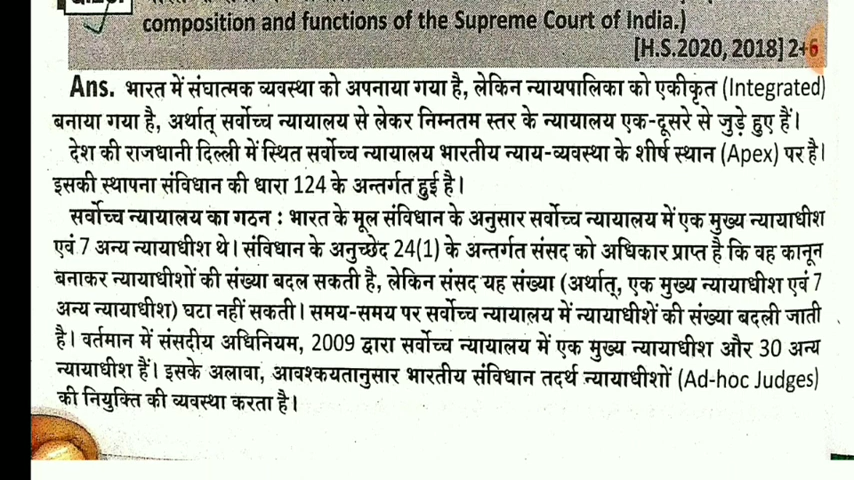 composition and functions of the Supreme Court of India.)
[H.S.2020, 2018] 2+6
Ans. भारत में संघात्मक व्यवस्था को अपनाया गया है, लेकिन न्यायपालिका को एकीकृत (Integrated)
बनाया गया है, अर्थात् सर्वोच्च न्यायालय से लेकर निम्नतम स्तर के न्यायालय एक-दूसरे से जुड़े हुए हैं।
देश की राजधानी दिल्ली में स्थित सर्वोच्च न्यायालय भारतीय न्याय-व्यवस्था के शीर्ष स्थान (Apex) पर है।
इसकी स्थापना संविधान की धारा 124 के अन्तर्गत हुई है।
सर्वोच्च न्यायालय का गठन : भारत के मूल संविधान के अनुसार सर्वोच्च न्यायालय में एक मुख्य न्यायाधीश
एवं 7 अन्य न्यायाधीश थे। संविधान के अनुच्छेद 24(1) के अन्तर्गत संसद को अधिकार प्राप्त है कि वह कानून
बनाकर न्यायाधीशों की संख्या बदल सकती है, लेकिन संसद यह संख्या (अर्थात्, एक मुख्य न्यायाधीश एवं 7
अन्य न्यायाधीश) घटा नहीं सकती। समय-समय पर सर्वोच्च न्यायालय में न्यायाधीशें की संख्या बदली जाती
है। वर्तमान में संसदीय अधिनियम, 2009 द्वारा सर्वोच्च न्यायालय में एक मुख्य न्यायाधीश और 30 अन्य
न्यायाधीश हैं। इसके अलावा, आवश्कयतानुसार भारतीय संविधान तदर्थ न्यायाधीशों (Ad-hoc Judges)
की नियुक्ति की व्यवस्था करता है।